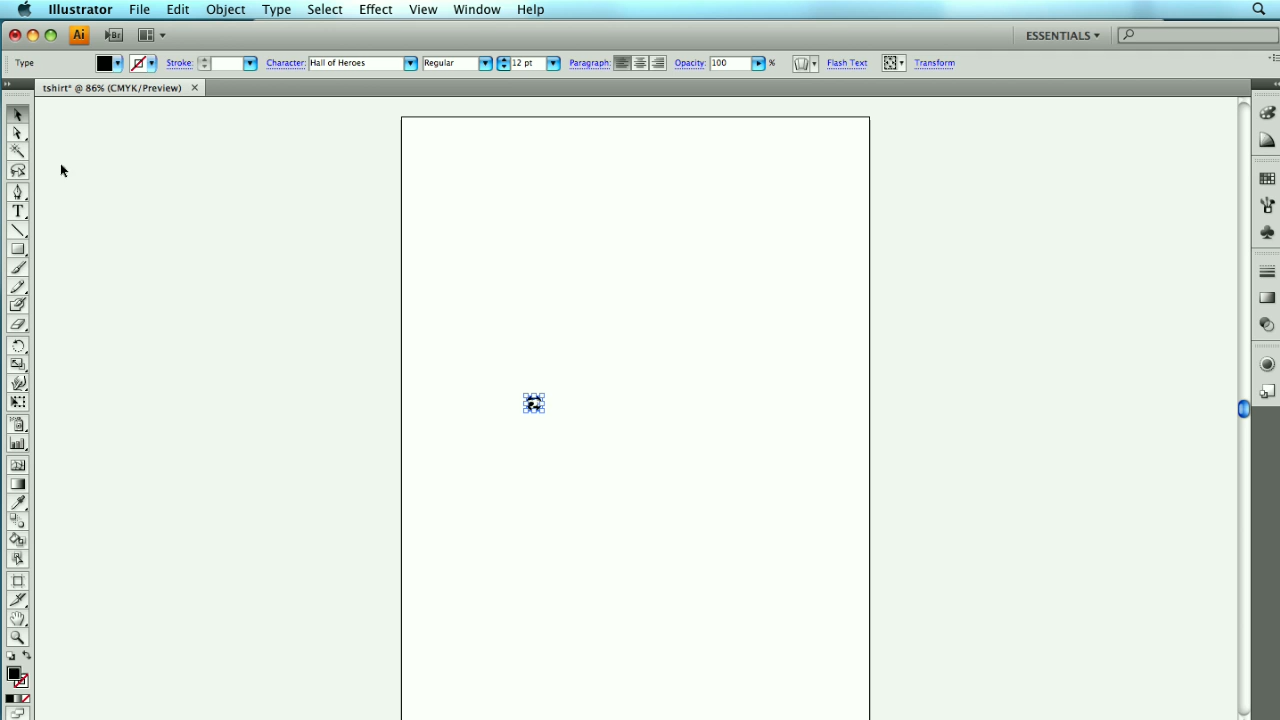 Illustrator File Edit Object Type Select Effect View Window Help
Ai Br ESSENTIALS
Type Stroke: Character: Hall of Heroes Regular 12 pt Paragraph: Opacity: 100 % Flash Text Transform
tshirt* @ 86% (CMYK/Preview)
T